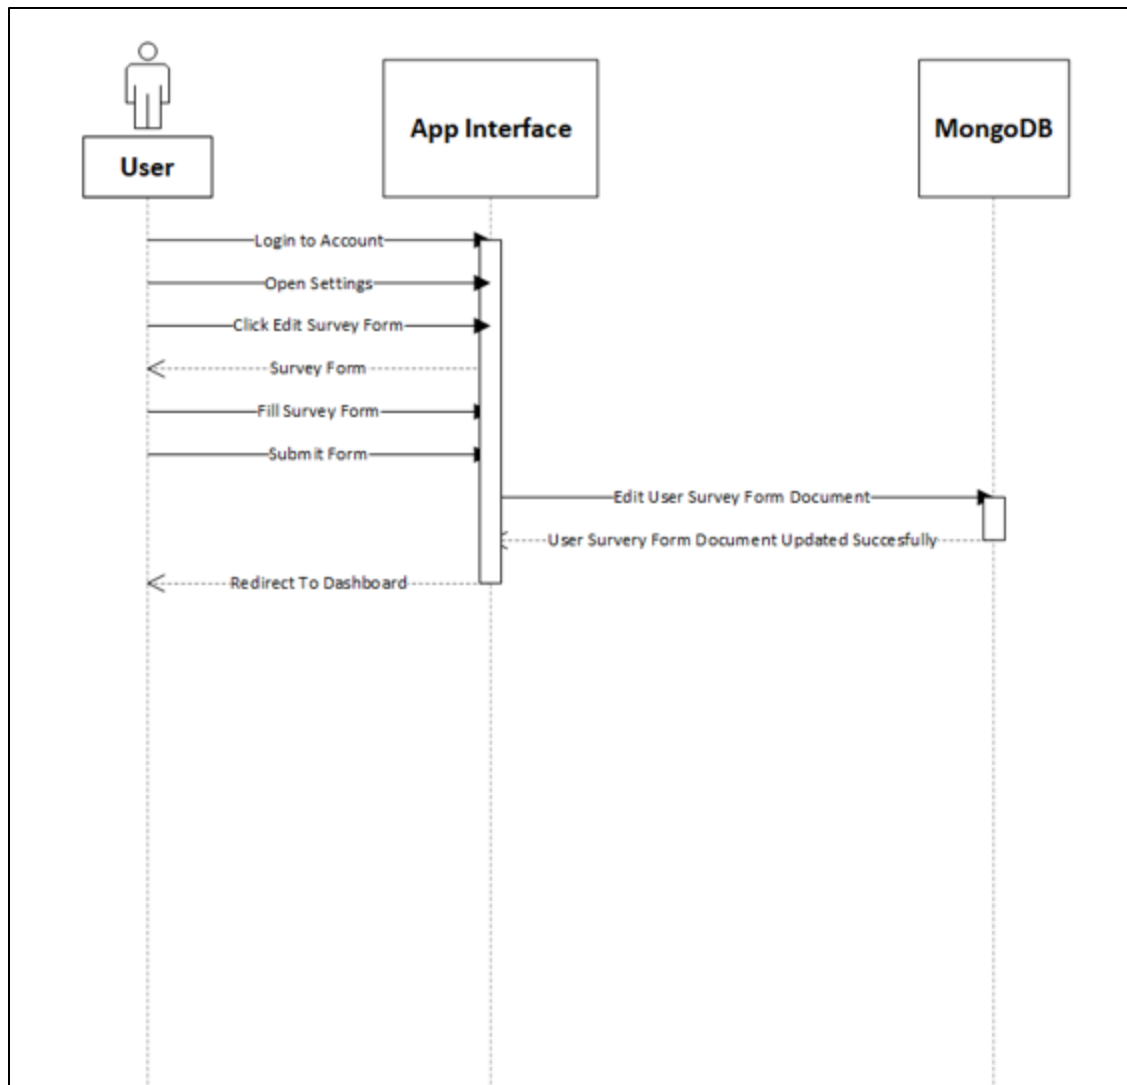 User
App Interface
MongoDB
Login to Account
Open Settings
Click Edit Survey Form
Survey Form
Fill Survey Form
Submit Form
Edit User Survey Form Document
User Survery Form Document Updated Succesfully
Redirect To Dashboard